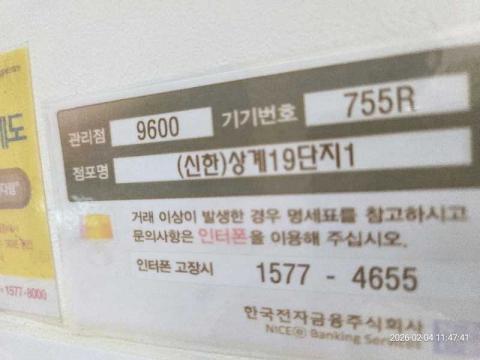 관리점 9600 기기번호 755R
점포명 (신한)상계19단지1
거래 이상이 발생한 경우 명세표를 참고하시고
문의사항은 인터폰을 이용해 주십시오.
인터폰 고장시 1577 - 4655
한국전자금융주식회사
NICE Banking Ser
1577-8000
2026-02-04 11:47:41